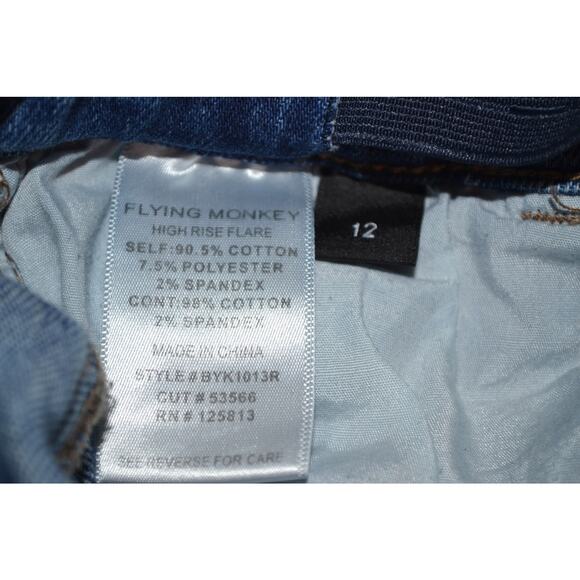 FLYING MONKEY
HIGH RISE FLARE
SELF:90.5% COTTON
7.5% POLYESTER
2% SPANDEX
CONT:98% COTTON
2% SPANDEX
MADE IN CHINA
STYLE#BYK1013R
CUT # 53566
RN # 125813
SEE REVERSE FOR CARE
12